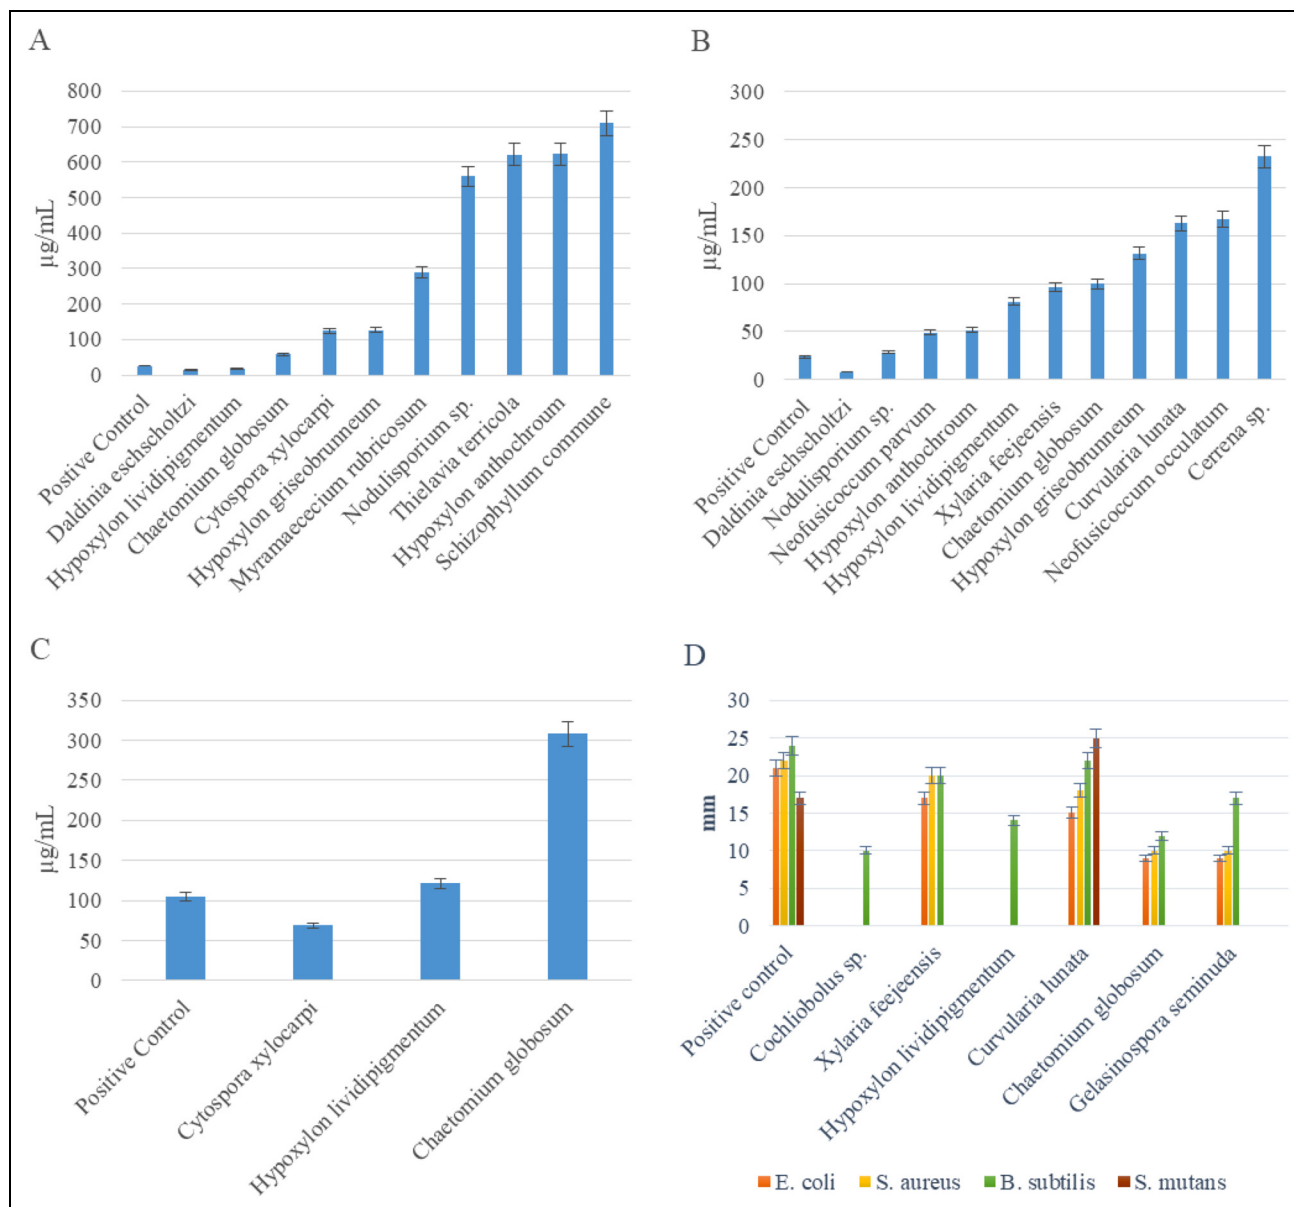 A
800
700
600
500
400
300
200
100
0
µg/mL
Postive Control
Daldinia eschscholtzi
Hypoxylon lividipigmentum
Chaetomium globosum
Cytospora xylocarpi
Hypoxylon griseobrunneum
Myramaececium rubricosum
Nodulisporium sp.
Thielavia terricola
Hypoxylon anthochroum
Schizophyllum commune
B
300
250
200
150
100
50
0
µg/mL
Positive Control
Daldinia eschscholtzi
Nodulisporium sp.
Neofusicoccum parvum
Hypoxylon anthochroum
Hypoxylon lividipigmentum
Xylaria feejeensis
Chaetomium globosum
Hypoxylon griseobrunneum
Curvularia lunata
Neofusicoccum occulatum
Cerrena sp.
C
350
300
250
200
150
100
50
0
µg/mL
Positive Control
Cytospora xylocarpi
Hypoxylon lividipigmentum
Chaetomium globosum
D
30
25
20
15
10
5
0
mm
Positive control
Cochliobolus sp.
Xylaria feejeensis
Hypoxylon lividipigmentum
Curvularia lunata
Chaetomium globosum
Gelasinospora seminuda
E. coli S. aureus B. subtilis S. mutans